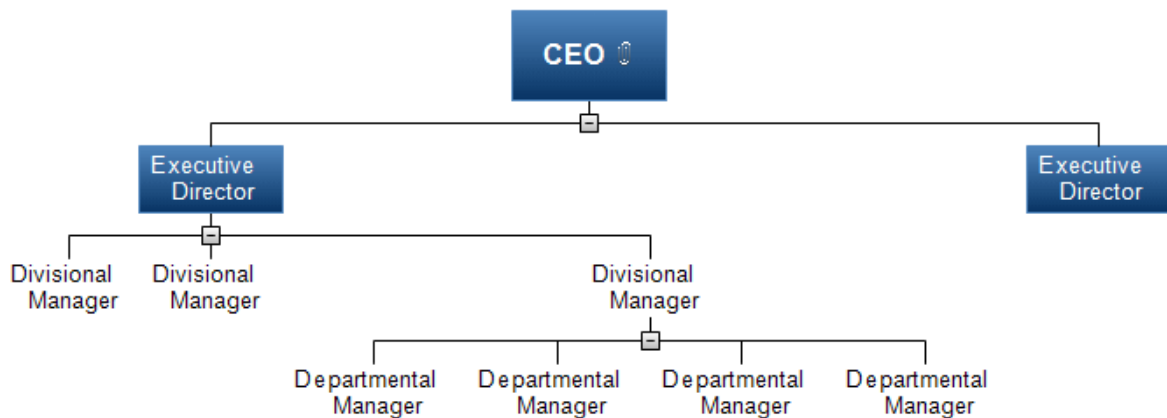 CEO
Executive
Director
Executive
Director
Divisional
Manager
Divisional
Manager
Divisional
Manager
Departmental
Manager
Departmental
Manager
Departmental
Manager
Departmental
Manager